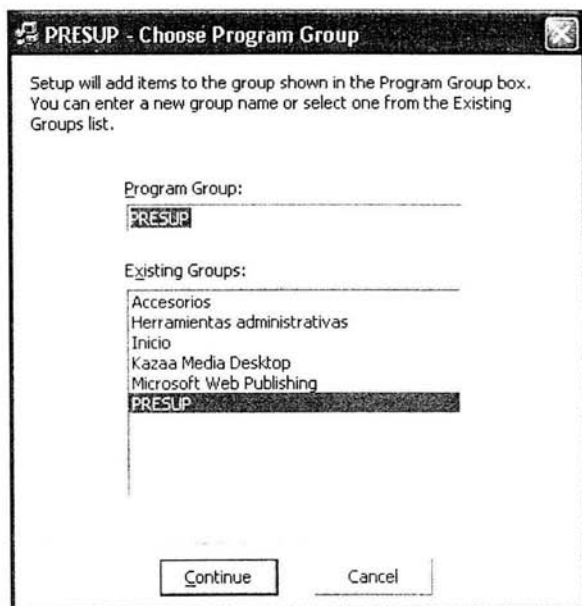 PRESUP - Choose Program Group
Setup will add items to the group shown in the Program Group box.
You can enter a new group name or select one from the Existing
Groups list.
Program Group:
PRESUP
Existing Groups:
Accesorios
Herramientas administrativas
Inicio
Kazaa Media Desktop
Microsoft Web Publishing
PRESUP
Continue
Cancel